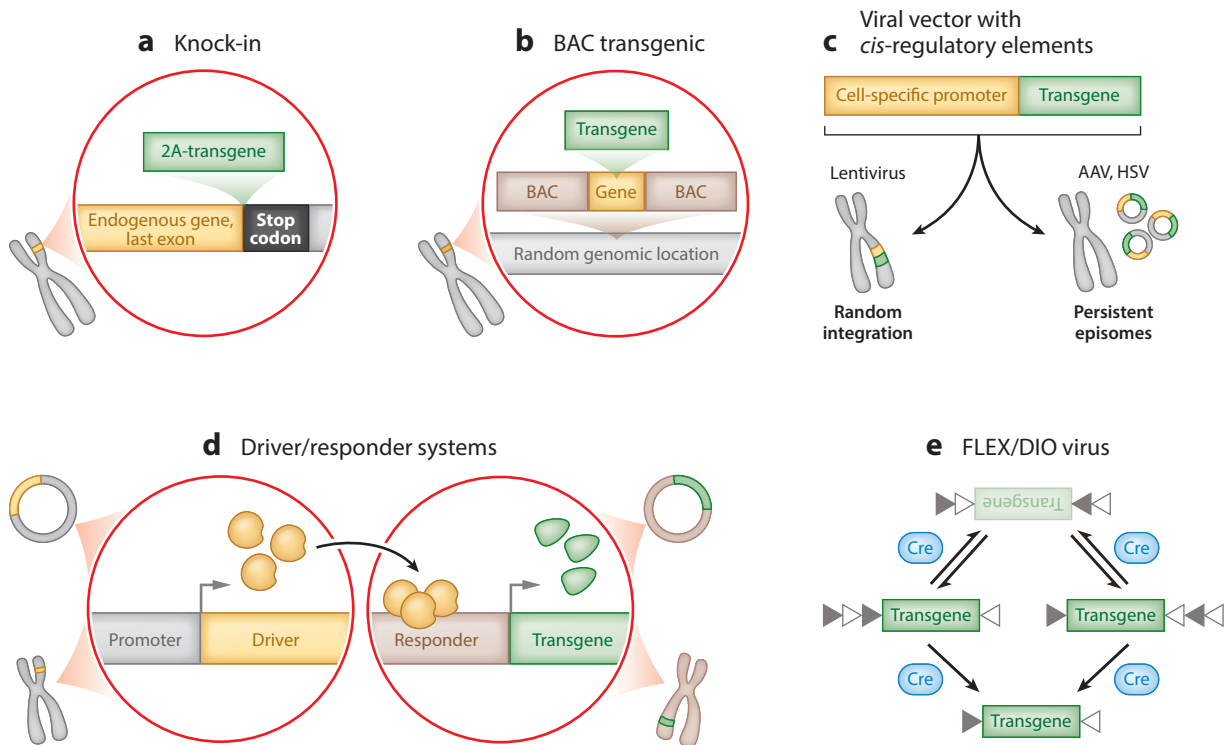 a Knock-in
2A-transgene
Endogenous gene,
last exon
Stop
codon
b BAC transgenic
Transgene
BAC
Gene
BAC
Random genomic location
c Viral vector with
cis-regulatory elements
Cell-specific promoter
Transgene
Lentivirus
AAV, HSV
Random
integration
Persistent
episomes
d Driver/responder systems
Promoter
Driver
Responder
Transgene
e FLEX/DIO virus
Transgene
Cre
Cre
Transgene
Transgene
Cre
Cre
Transgene